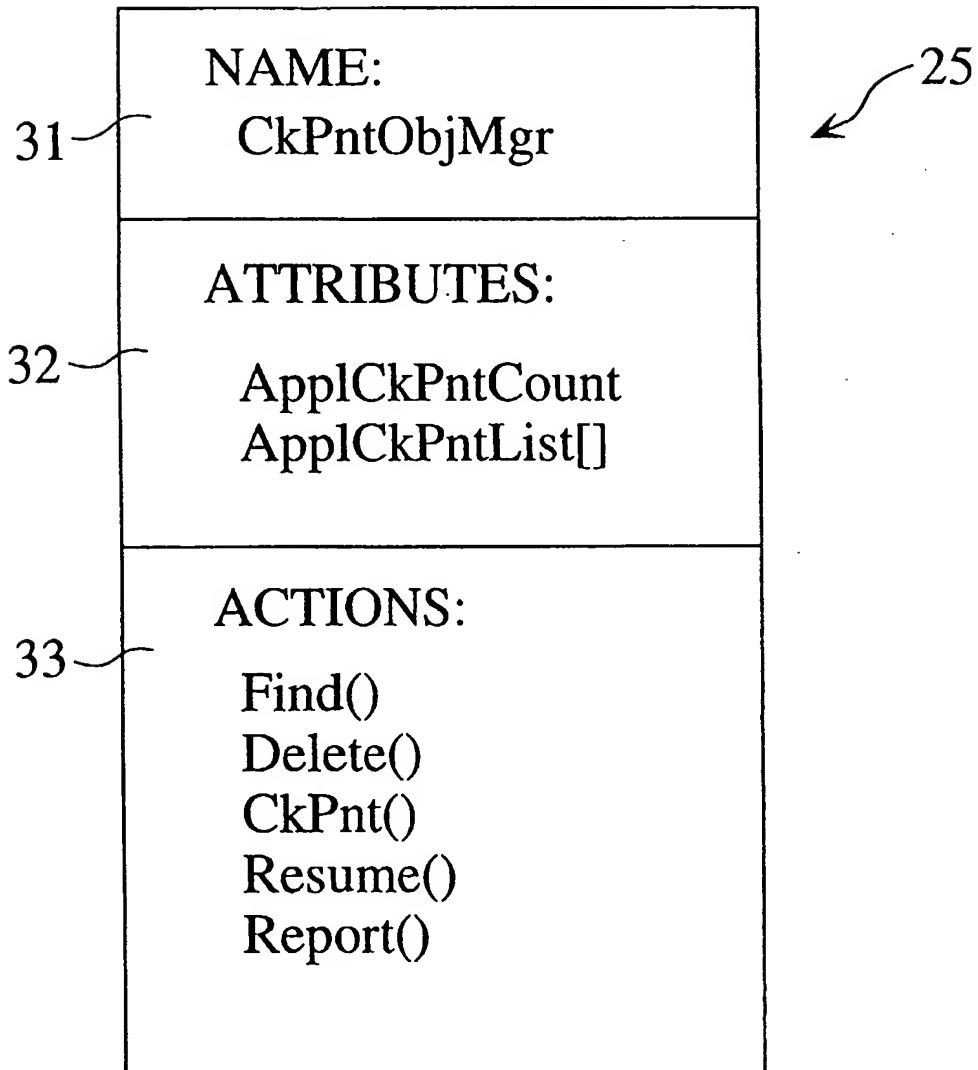 NAME:
CkPntObjMgr
25
31
ATTRIBUTES:
32
ApplCkPntCount
ApplCkPntList[]
ACTIONS:
33
Find()
Delete()
CkPnt()
Resume()
Report()